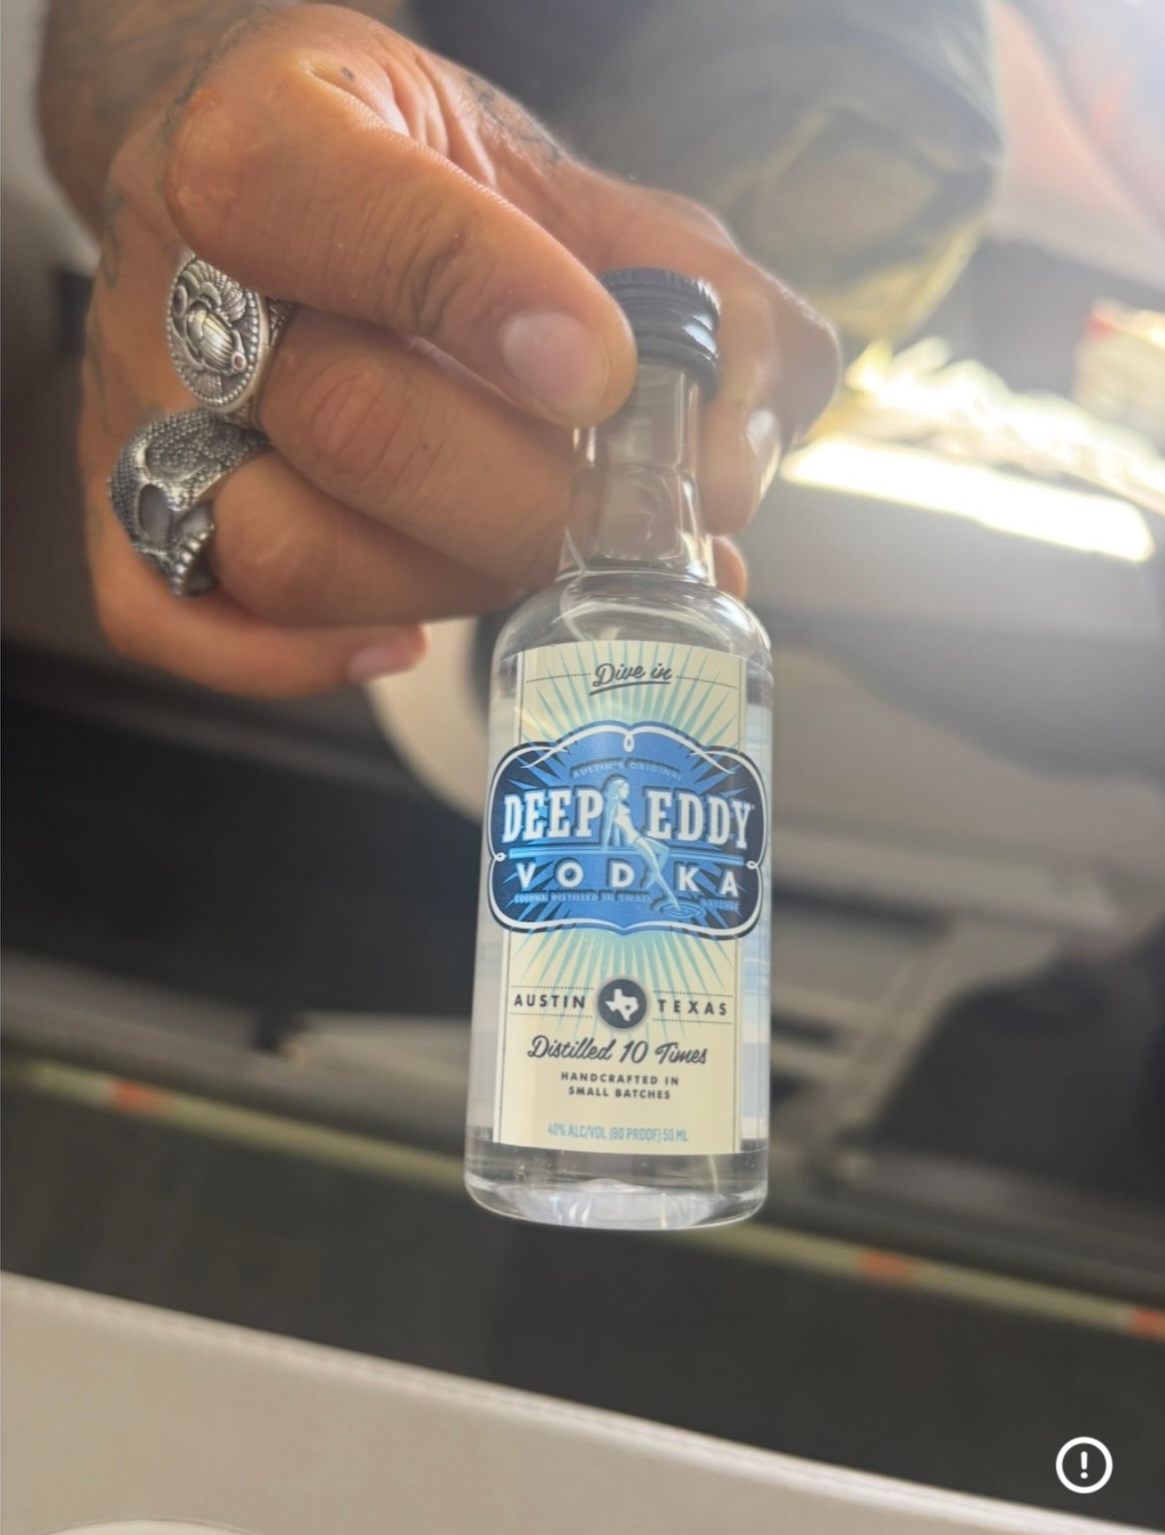 Dive in
AUSTIN'S ORIGINAL
DEEP EDDY
VODKA
AUSTIN TEXAS
Distilled 10 Times
HANDCRAFTED IN
SMALL BATCHES
40% ALC/VOL (80 PROOF) 50 ML